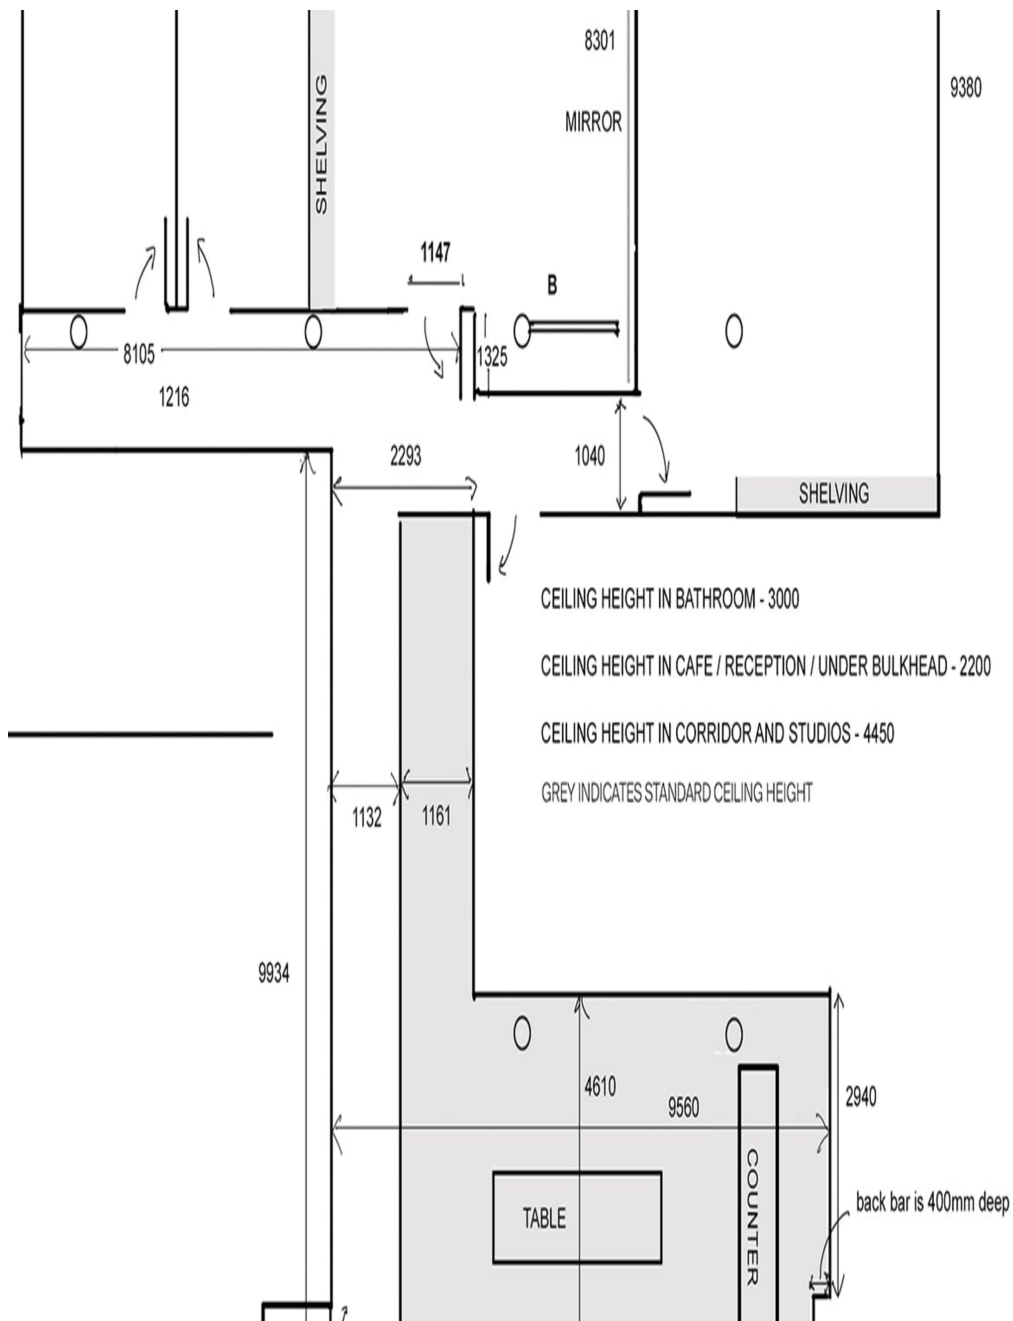 8301
9380
MIRROR
SHELVING
1147
B
8105
1325
1216
2293
1040
SHELVING
CEILING HEIGHT IN BATHROOM - 3000
CEILING HEIGHT IN CAFE / RECEPTION / UNDER BULKHEAD - 2200
CEILING HEIGHT IN CORRIDOR AND STUDIOS - 4450
GREY INDICATES STANDARD CEILING HEIGHT
1132
1161
9934
4610
9560
2940
COUNTER
TABLE
back bar is 400mm deep